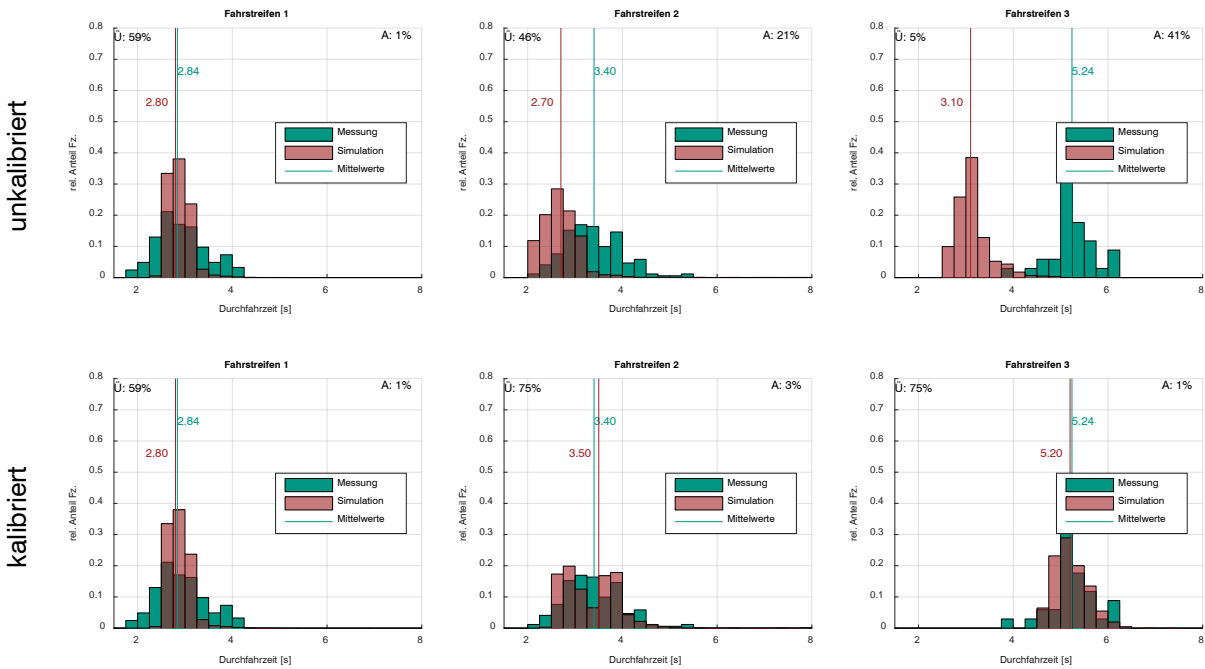 unkalibriert
Fahrstreifen 1
Ü: 59%
A: 1%
2.84
2.80
Messung
Simulation
Mittelwerte
rel. Anteil Fz.
0.8
0.7
0.6
0.5
0.4
0.3
0.2
0.1
0
2 4 6 8
Durchfahrzeit [s]
Fahrstreifen 2
Ü: 46%
A: 21%
3.40
2.70
Messung
Simulation
Mittelwerte
rel. Anteil Fz.
0.8
0.7
0.6
0.5
0.4
0.3
0.2
0.1
0
2 4 6 8
Durchfahrzeit [s]
Fahrstreifen 3
Ü: 5%
A: 41%
5.24
3.10
Messung
Simulation
Mittelwerte
rel. Anteil Fz.
0.8
0.7
0.6
0.5
0.4
0.3
0.2
0.1
0
2 4 6 8
Durchfahrzeit [s]
kalibriert
Fahrstreifen 1
Ü: 59%
A: 1%
2.84
2.80
Messung
Simulation
Mittelwerte
rel. Anteil Fz.
0.8
0.7
0.6
0.5
0.4
0.3
0.2
0.1
0
2 4 6 8
Durchfahrzeit [s]
Fahrstreifen 2
Ü: 75%
A: 3%
3.40
3.50
Messung
Simulation
Mittelwerte
rel. Anteil Fz.
0.8
0.7
0.6
0.5
0.4
0.3
0.2
0.1
0
2 4 6 8
Durchfahrzeit [s]
Fahrstreifen 3
Ü: 75%
A: 1%
5.24
5.20
Messung
Simulation
Mittelwerte
rel. Anteil Fz.
0.8
0.7
0.6
0.5
0.4
0.3
0.2
0.1
0
2 4 6 8
Durchfahrzeit [s]